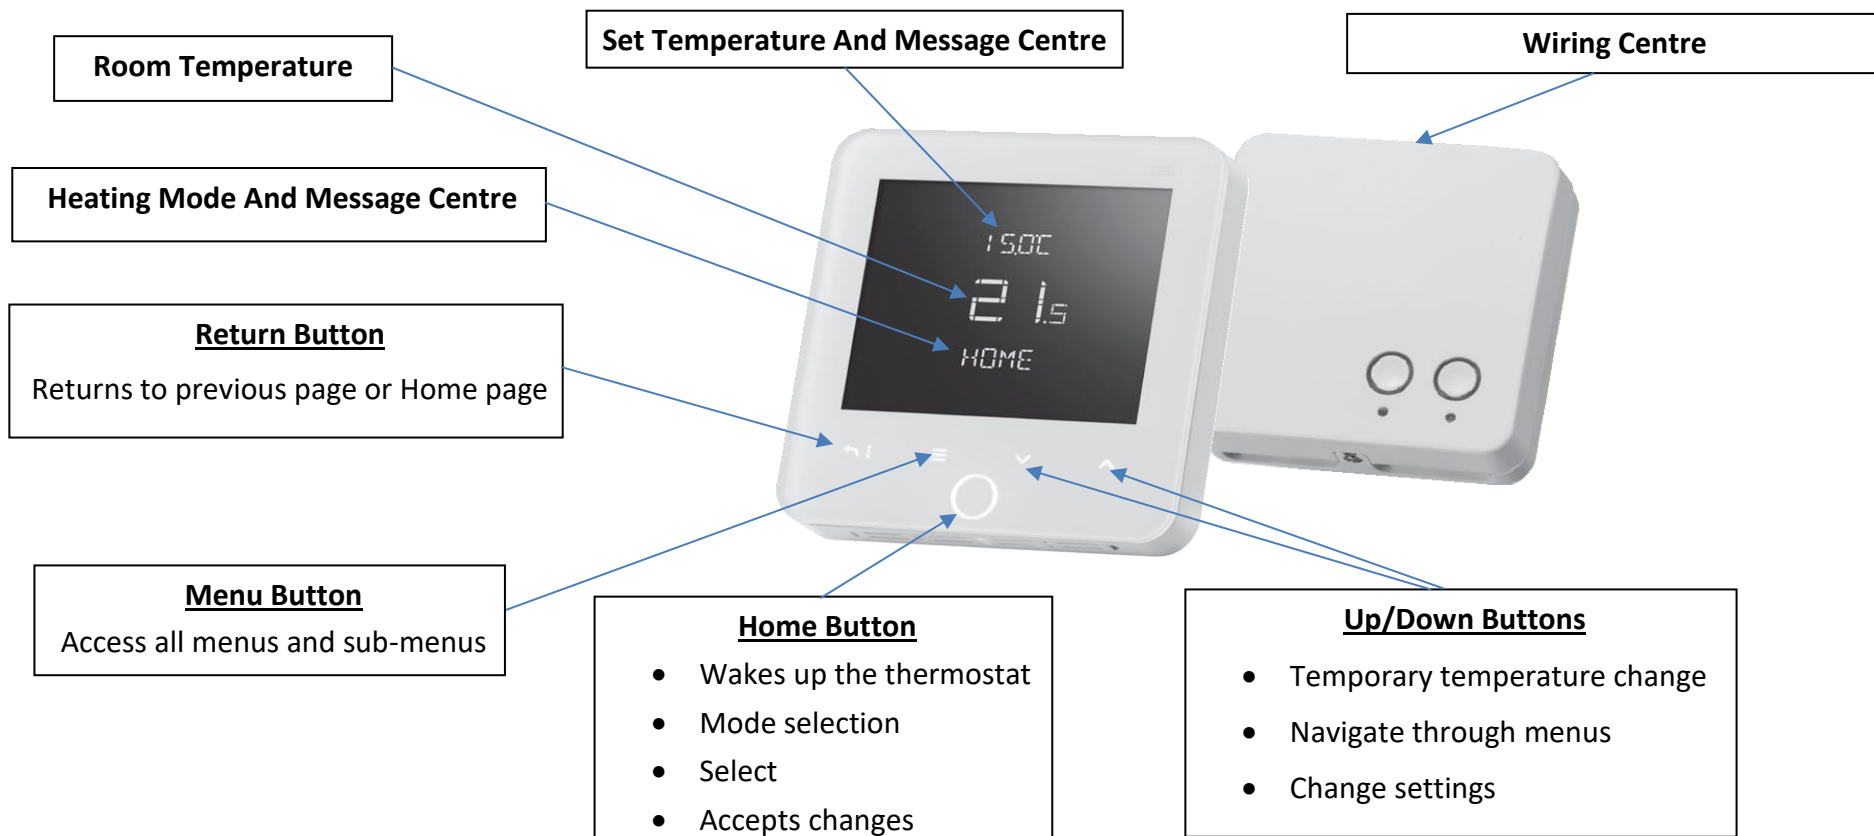 Room Temperature
Set Temperature And Message Centre
Wiring Centre
Heating Mode And Message Centre
15.0°C
21.5
HOME
Return Button
Returns to previous page or Home page
Menu Button
Access all menus and sub-menus
Home Button
• Wakes up the thermostat
• Mode selection
• Select
• Accepts changes
Up/Down Buttons
• Temporary temperature change
• Navigate through menus
• Change settings